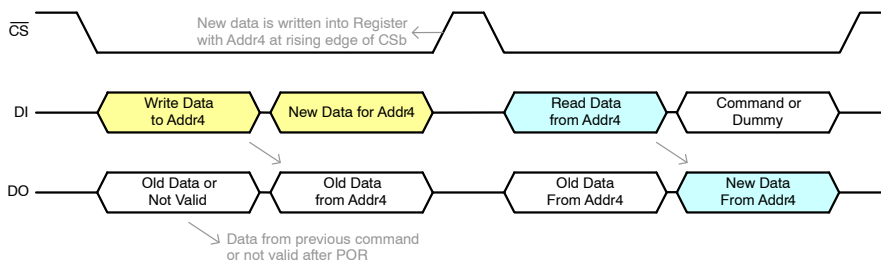 CS
New data is written into Register
with Addr4 at rising edge of CSb
DI
Write Data
to Addr4
New Data for Addr4
Read Data
from Addr4
Command or
Dummy
DO
Old Data or
Not Valid
Old Data
from Addr4
Old Data
From Addr4
New Data
From Addr4
Data from previous command
or not valid after POR